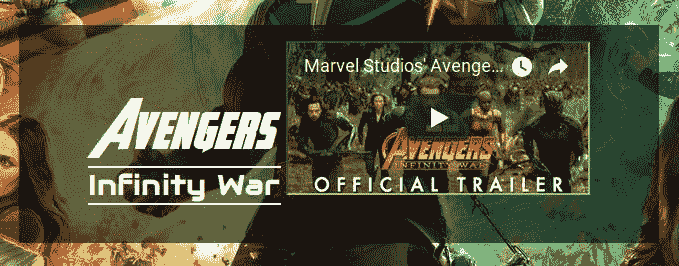 AVENGERS
Infinity War
Marvel Studios' Avenge...
AVENGERS
INFINITY WAR
OFFICIAL TRAILER